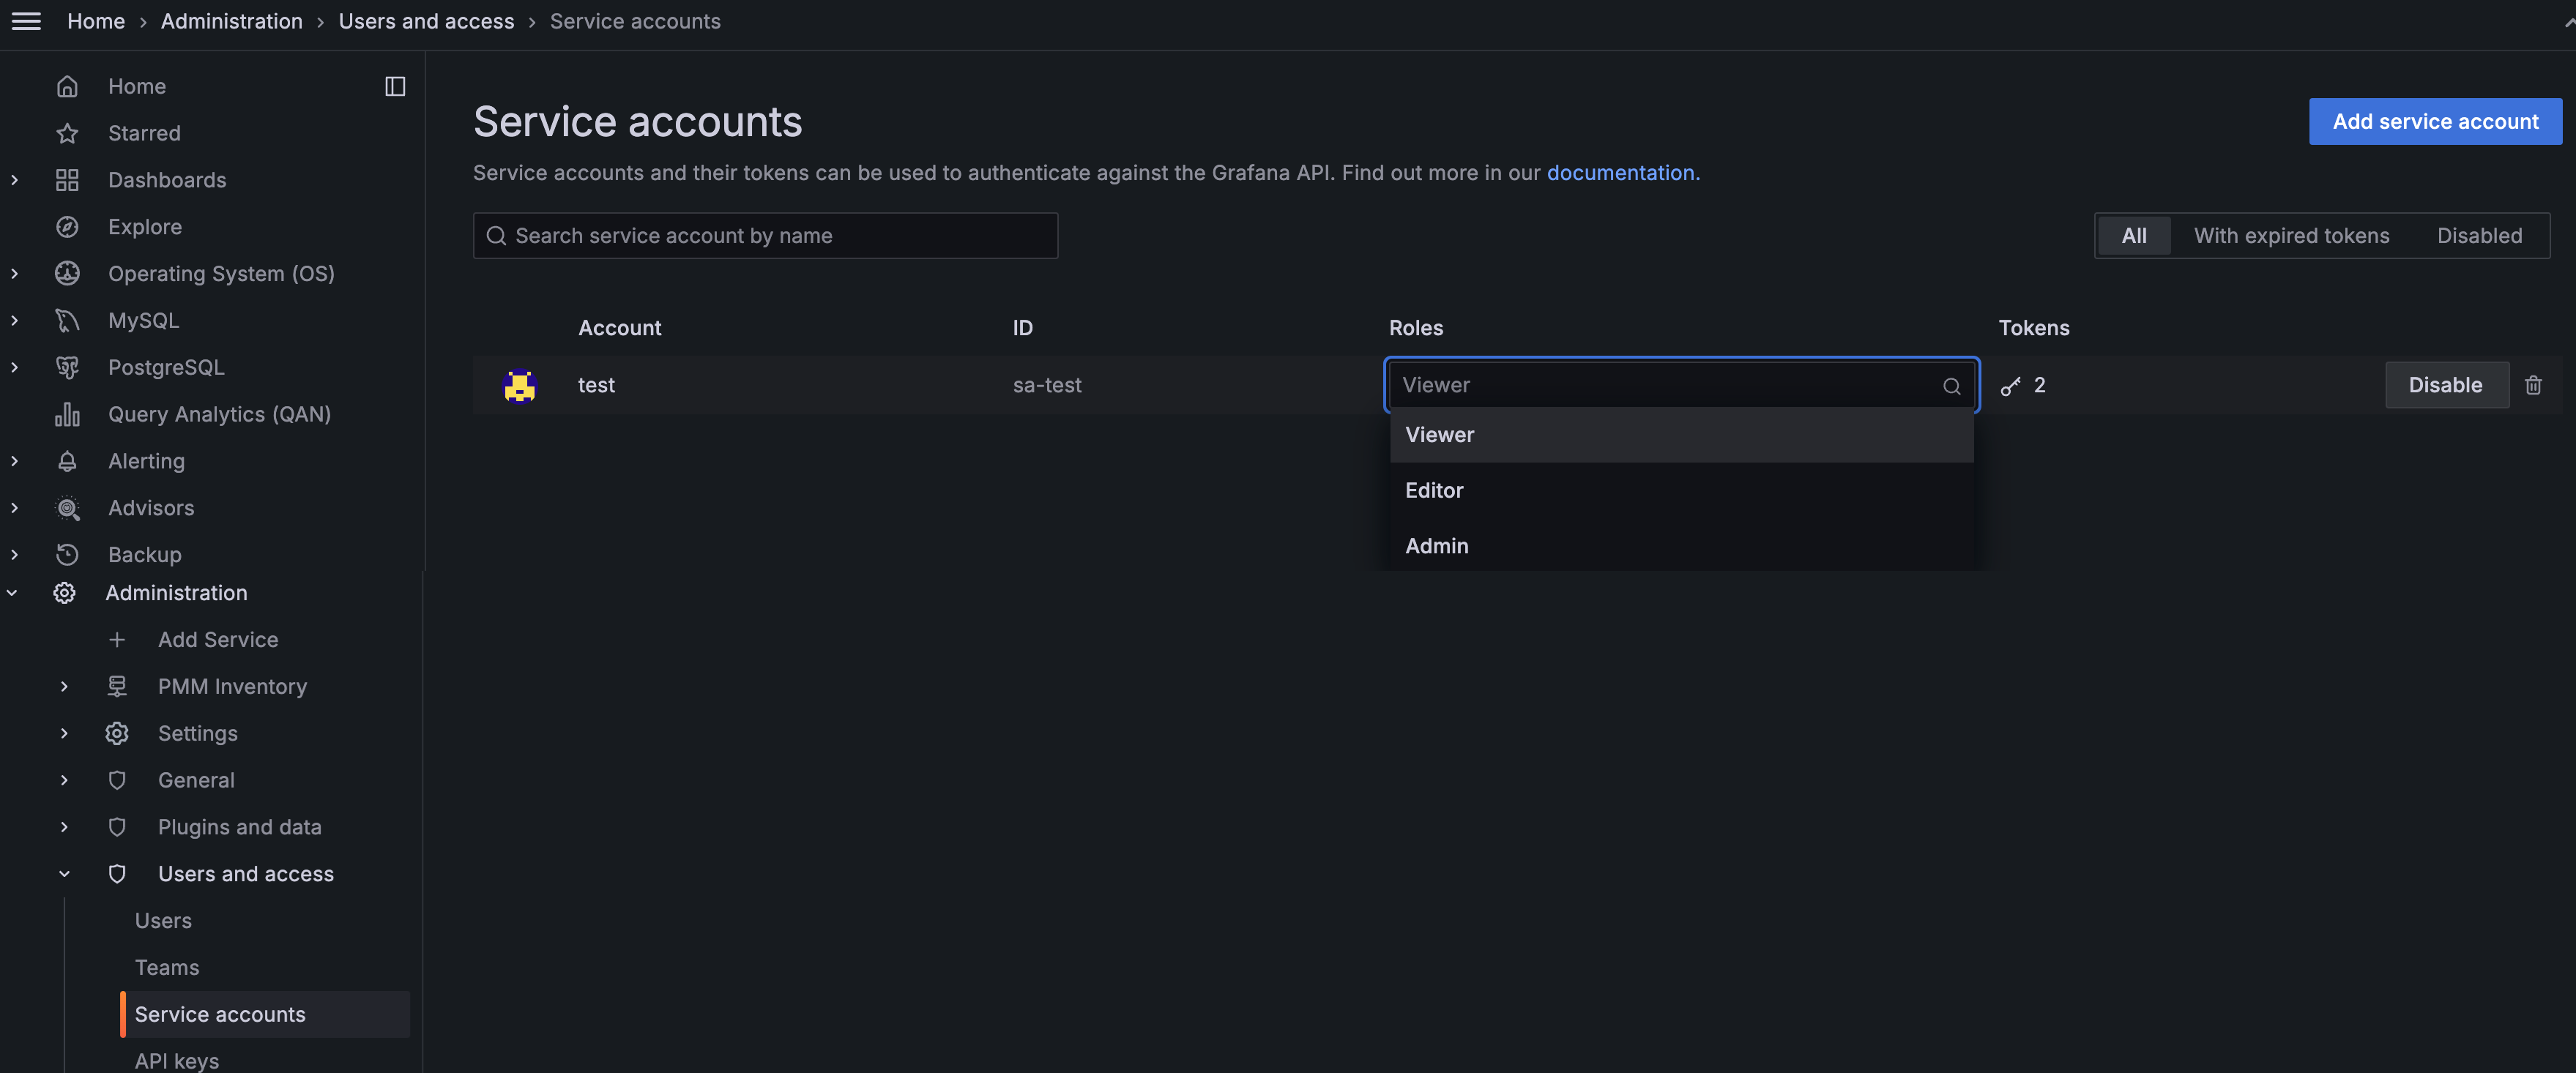 Home › Administration › Users and access › Service accounts
Home
Starred
Dashboards
Explore
Operating System (OS)
MySQL
PostgreSQL
Query Analytics (QAN)
Alerting
Advisors
Backup
Administration
Add Service
PMM Inventory
Settings
General
Plugins and data
Users and access
Users
Teams
Service accounts
API keys
Service accounts
Add service account
Service accounts and their tokens can be used to authenticate against the Grafana API. Find out more in our documentation.
Search service account by name
All With expired tokens Disabled
Account ID Roles Tokens
test sa-test Viewer 2 Disable
Viewer
Editor
Admin